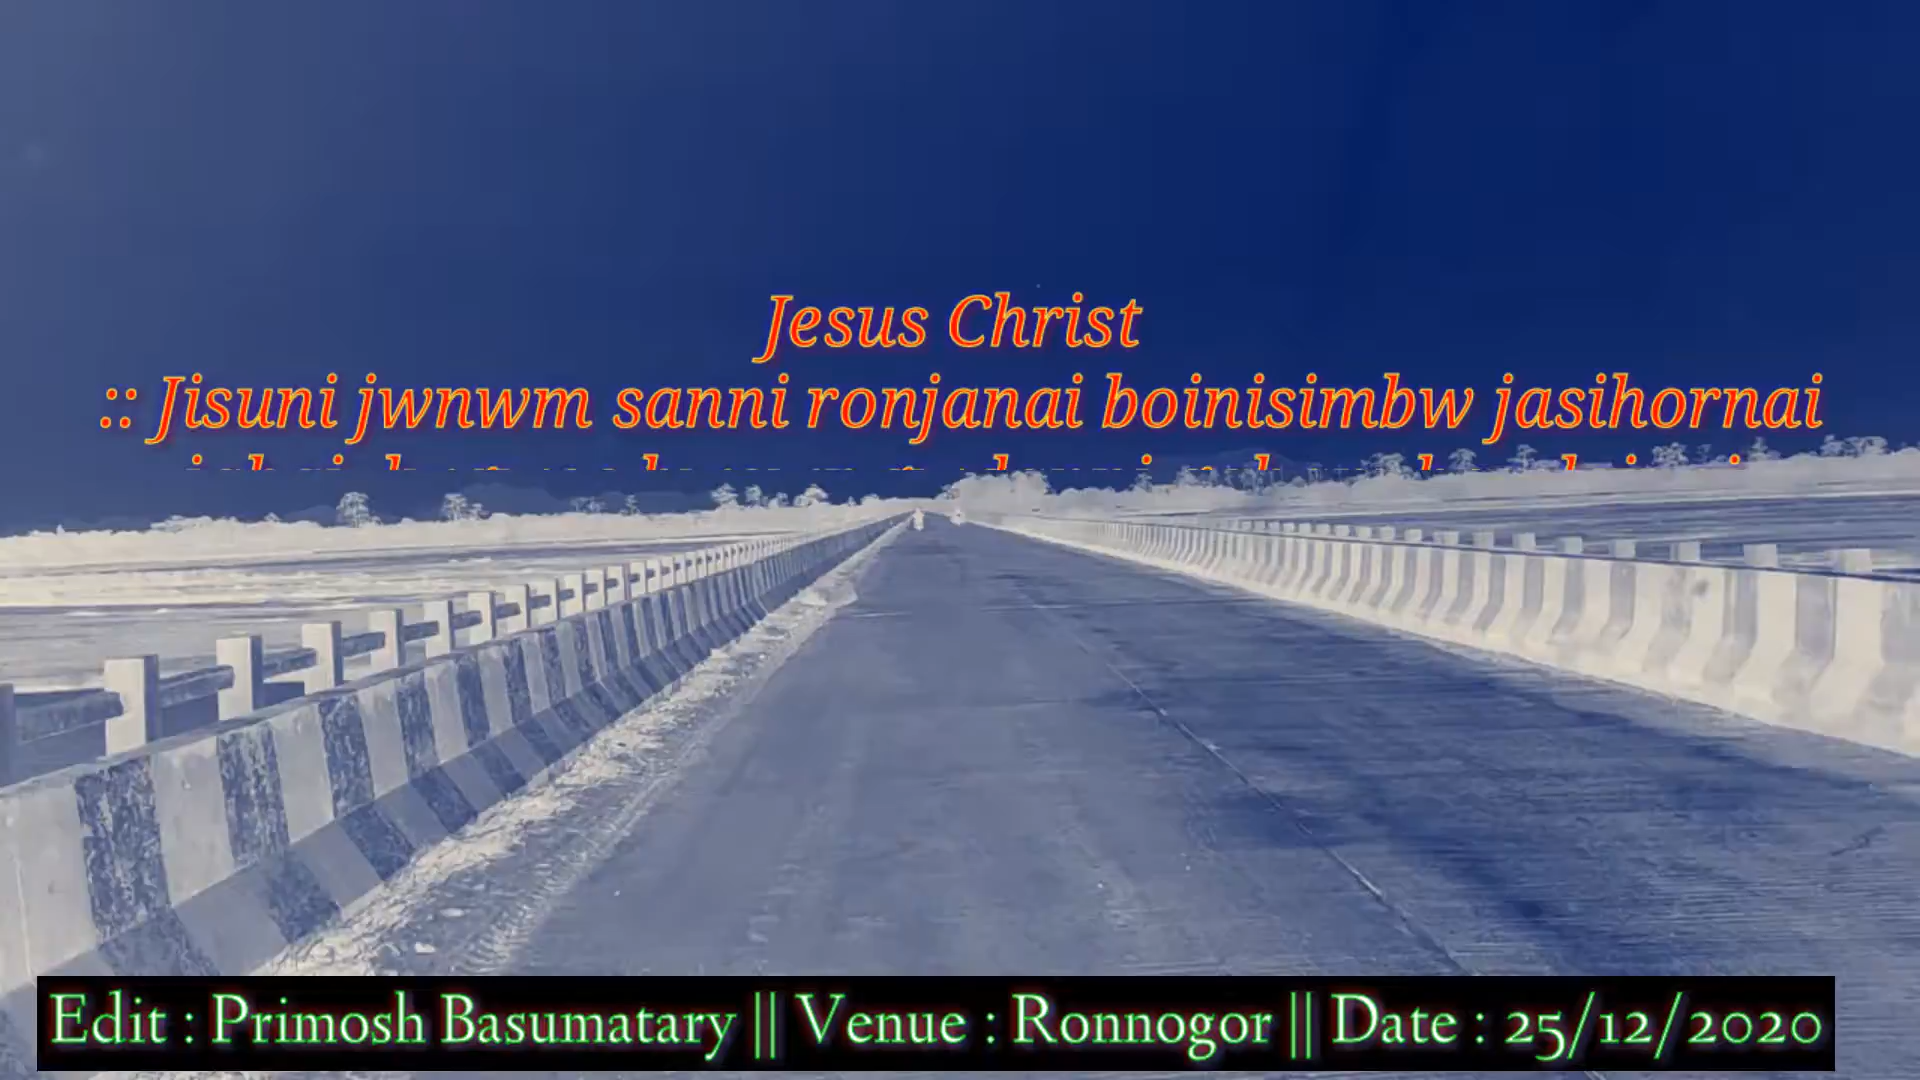 Jesus Christ
:: Jisuni jwnwm sanni ronjanai boinisimbw jasihornai
Edit : Primosh Basumatary || Venue : Ronnogor || Date : 25/12/2020